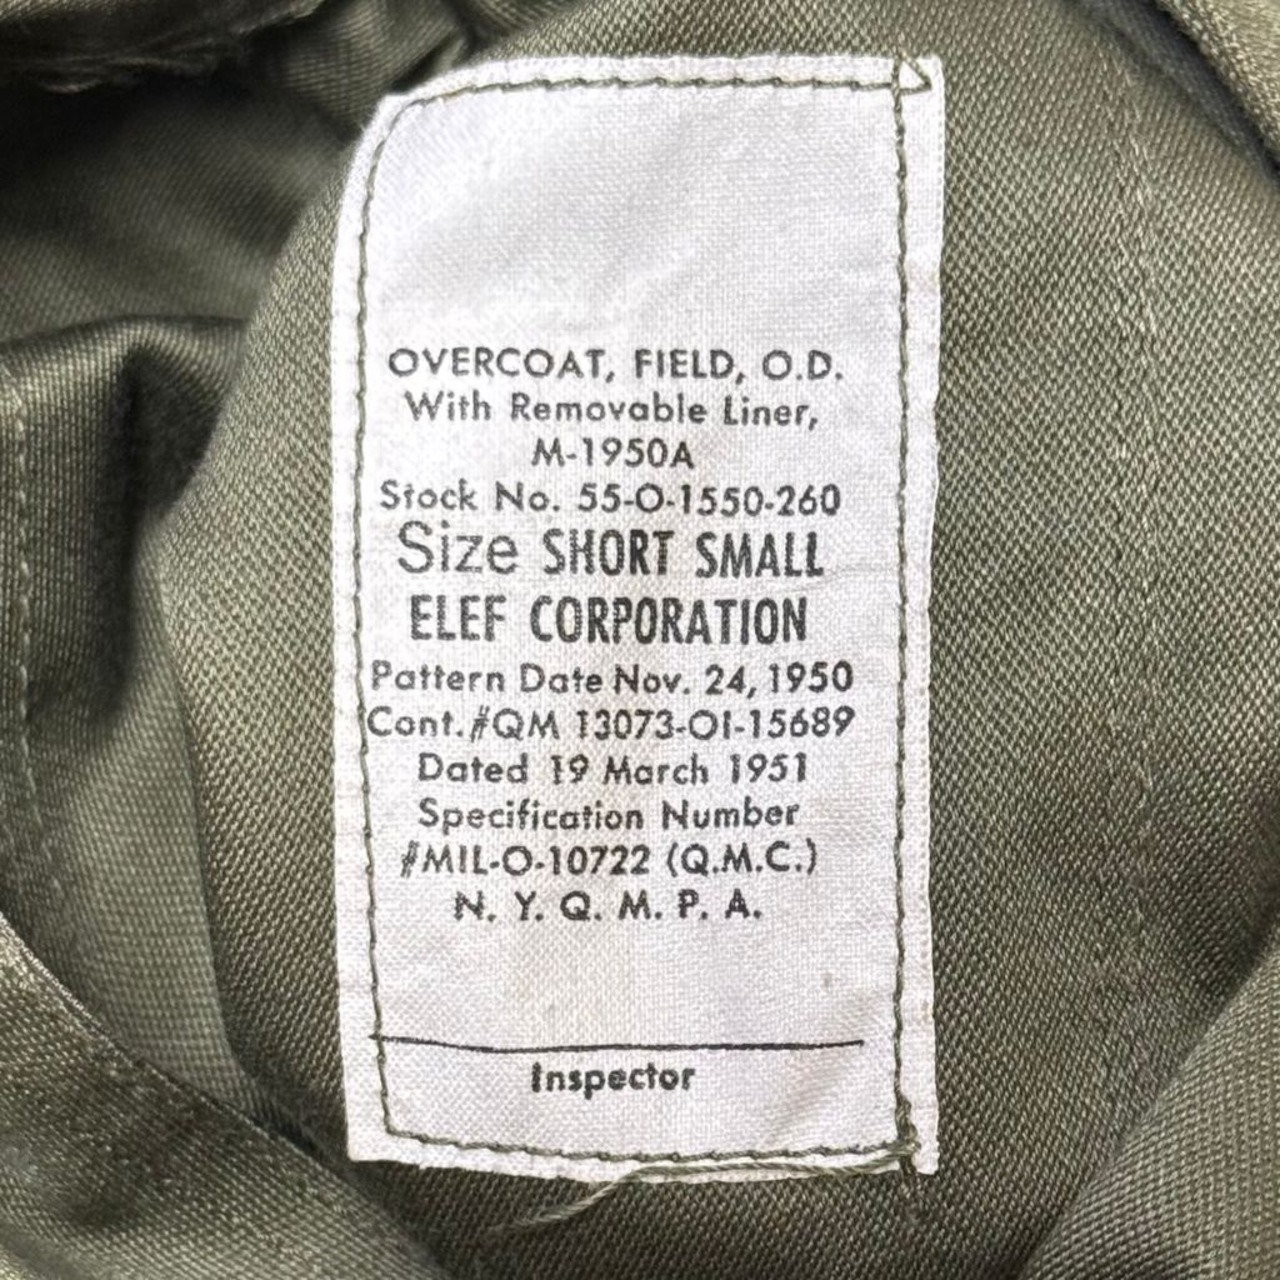 OVERCOAT, FIELD, O.D.
With Removable Liner,
M-1950A
Stock No. 55-O-1550-260
Size SHORT SMALL
ELEF CORPORATION
Pattern Date Nov. 24, 1950
Cont. #QM 13073-OI-15689
Dated 19 March 1951
Specification Number
#MIL-O-10722 (Q.M.C.)
N. Y. Q. M. P. A.
Inspector